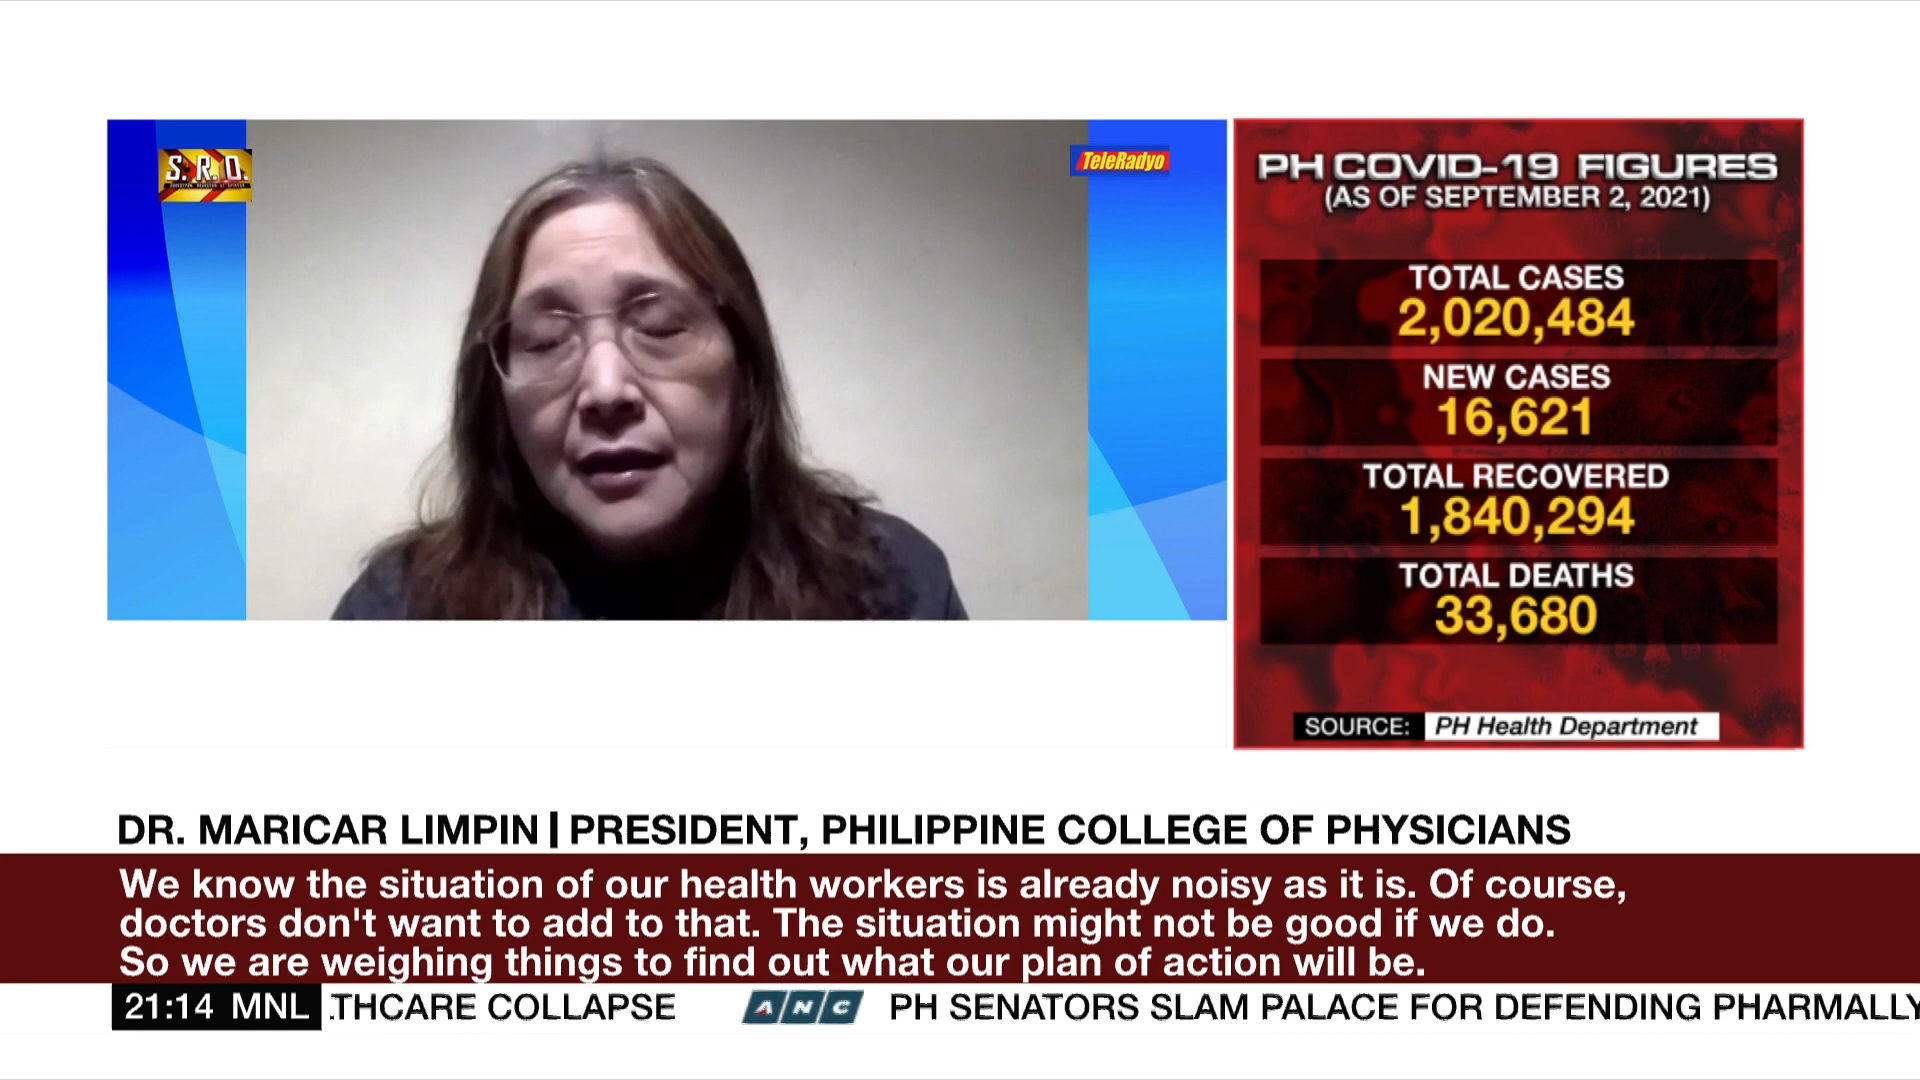 S.R.O.
TeleRadyo
PH COVID-19 FIGURES
(AS OF SEPTEMBER 2, 2021)
TOTAL CASES
2,020,484
NEW CASES
16,621
TOTAL RECOVERED
1,840,294
TOTAL DEATHS
33,680
SOURCE: PH Health Department
DR. MARICAR LIMPIN | PRESIDENT, PHILIPPINE COLLEGE OF PHYSICIANS
We know the situation of our health workers is already noisy as it is. Of course,
doctors don't want to add to that. The situation might not be good if we do.
So we are weighing things to find out what our plan of action will be.
21:14 MNL THCARE COLLAPSE ANC PH SENATORS SLAM PALACE FOR DEFENDING PHARMALLY